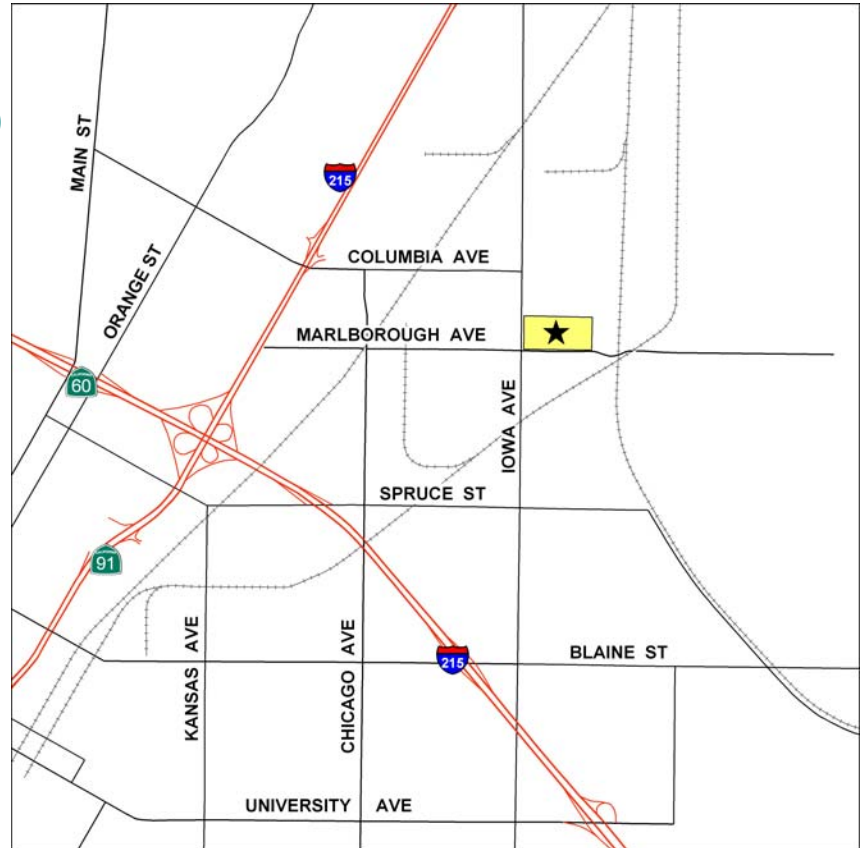 MAIN ST
215
ORANGE ST
COLUMBIA AVE
MARLBOROUGH AVE
60
IOWA AVE
SPRUCE ST
91
KANSAS AVE
CHICAGO AVE
215
BLAINE ST
UNIVERSITY AVE